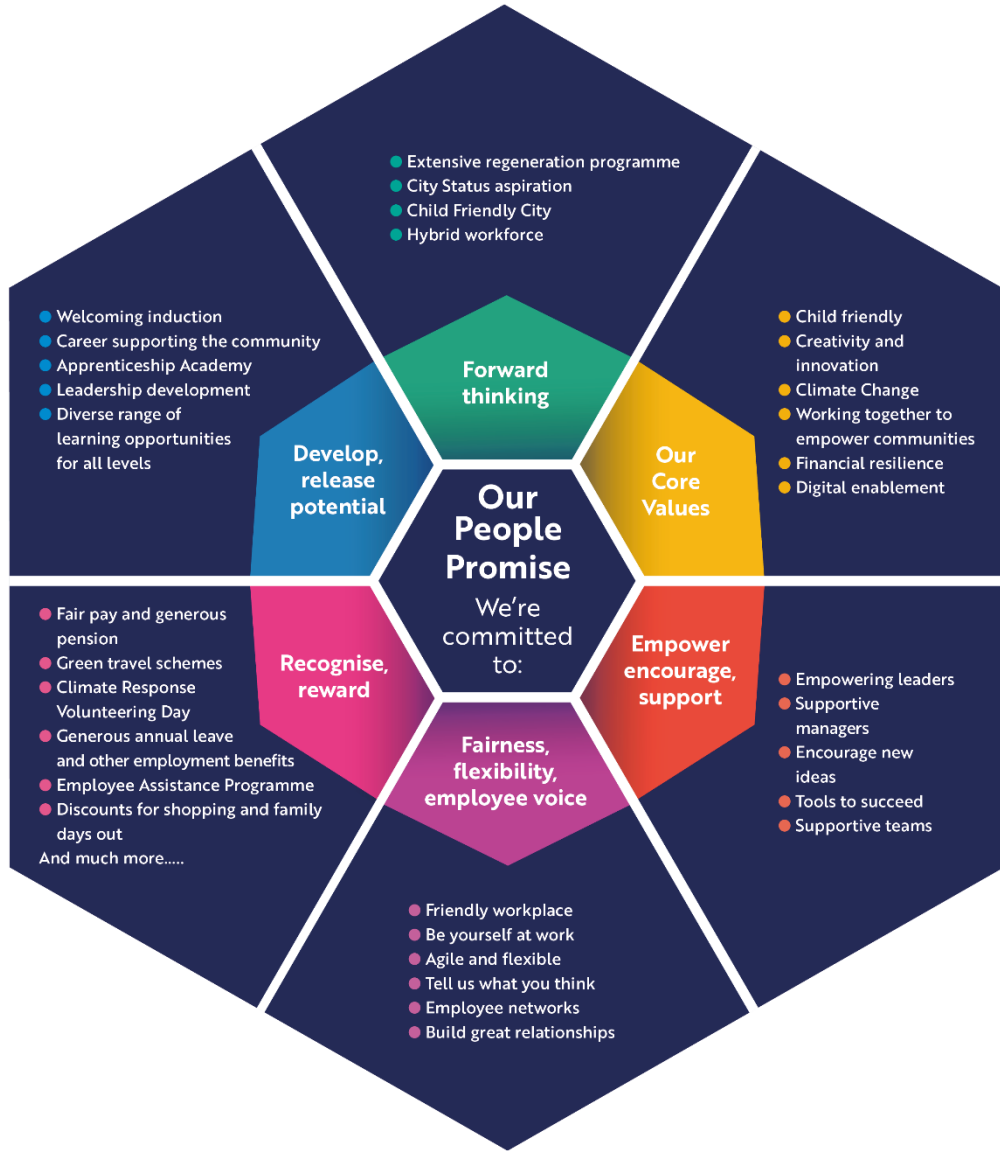 Our
People
Promise
We're
committed
to:
Forward
thinking
Extensive regeneration programme
City Status aspiration
Child Friendly City
Hybrid workforce
Our
Core
Values
Child friendly
Creativity and
innovation
Climate Change
Working together to
empower communities
Financial resilience
Digital enablement
Empower
encourage,
support
Empowering leaders
Supportive
managers
Encourage new
ideas
Tools to succeed
Supportive teams
Fairness,
flexibility,
employee voice
Friendly workplace
Be yourself at work
Agile and flexible
Tell us what you think
Employee networks
Build great relationships
Recognise,
reward
Fair pay and generous
pension
Green travel schemes
Climate Response
Volunteering Day
Generous annual leave
and other employment benefits
Employee Assistance Programme
Discounts for shopping and family
days out
And much more.....
Develop,
release
potential
Welcoming induction
Career supporting the community
Apprenticeship Academy
Leadership development
Diverse range of
learning opportunities
for all levels